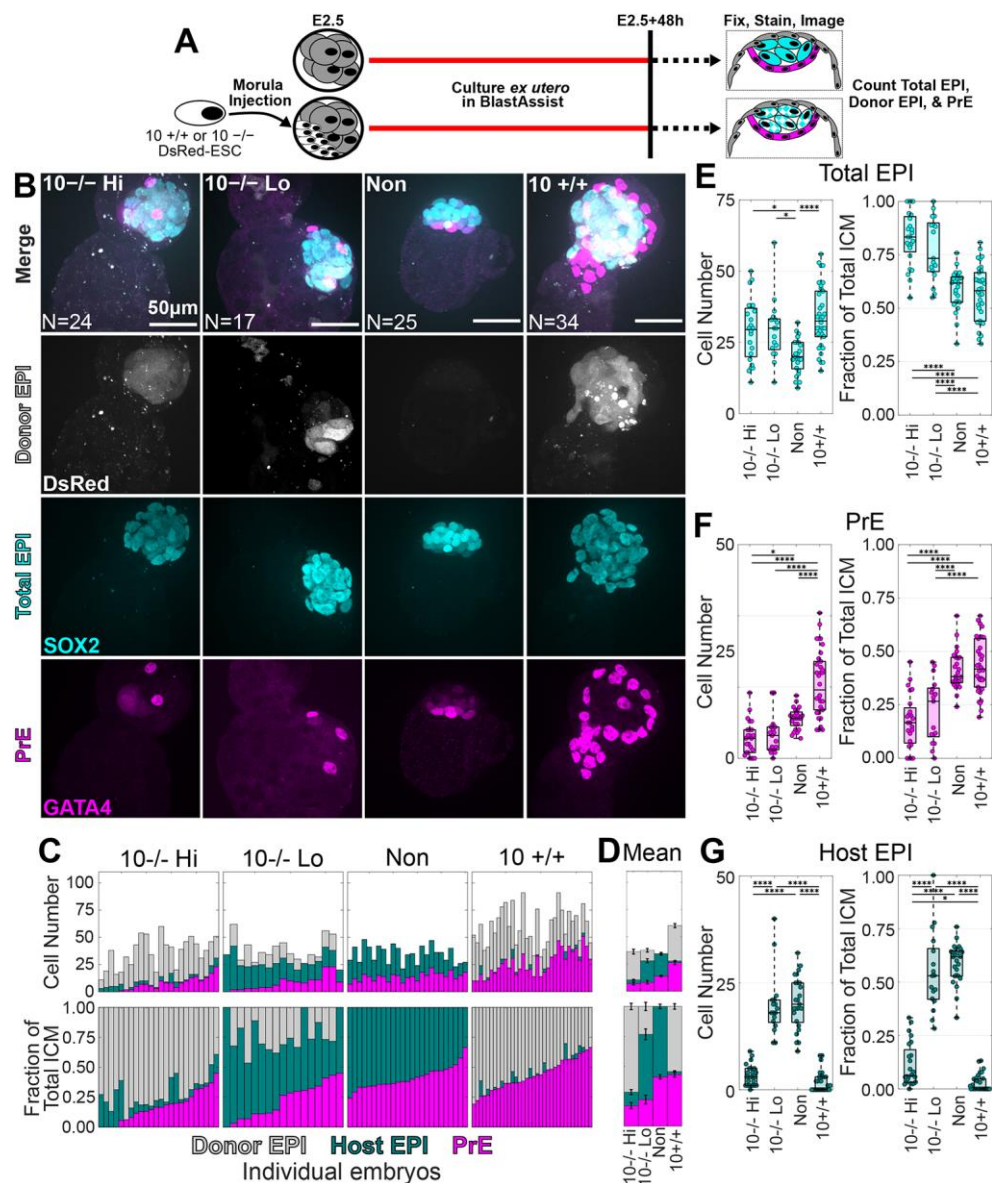 A
E2.5
E2.5+48h
Fix, Stain, Image
Morula
Injection
10 +/+ or 10 −/−
DsRed-ESC
Culture ex utero
in BlastAssist
Count Total EPI,
Donor EPI, & PrE
B
10−/− Hi
10−/− Lo
Non
10 +/+
Merge
50µm
N=24
N=17
N=25
N=34
Donor EPI
DsRed
Total EPI
SOX2
PrE
GATA4
C
10-/- Hi
10-/- Lo
Non
10 +/+
Cell Number
100
75
50
25
0
Fraction of
Total ICM
1.00
0.75
0.50
0.25
0.00
Donor EPI Host EPI PrE
Individual embryos
D
Mean
10-/- Hi
10-/- Lo
Non
10+/+
E
Total EPI
Cell Number
75
50
25
0
* * ****
10-/- Hi
10-/- Lo
Non
10+/+
Fraction of Total ICM
1.00
0.75
0.50
0.25
0.00
****
****
****
****
10-/- Hi
10-/- Lo
Non
10+/+
F
PrE
Cell Number
50
25
0
*
****
****
****
10-/- Hi
10-/- Lo
Non
10+/+
Fraction of Total ICM
1.00
0.75
0.50
0.25
0.00
****
****
****
****
10-/- Hi
10-/- Lo
Non
10+/+
G
Host EPI
Cell Number
50
25
0
**** ****
**** ****
10-/- Hi
10-/- Lo
Non
10+/+
Fraction of Total ICM
1.00
0.75
0.50
0.25
0.00
**** ****
**** ****
*
10-/- Hi
10-/- Lo
Non
10+/+